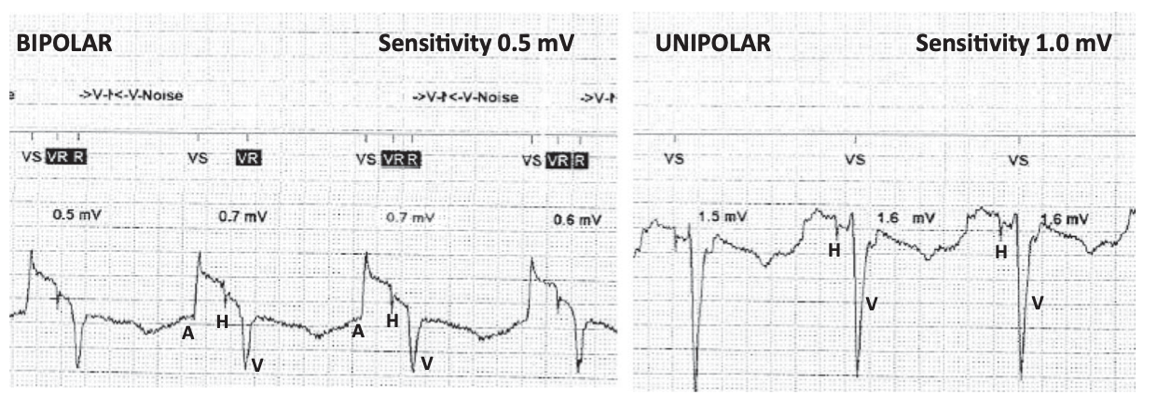 BIPOLAR Sensitivity 0.5 mV
->V-N<-V-Noise ->V-N<-V-Noise ->V-N
VS VR R VS VR VS VR R VS VR R
0.5 mV 0.7 mV 0.7 mV 0.6 mV
A H V A H V
UNIPOLAR Sensitivity 1.0 mV
VS VS VS
1.5 mV 1.6 mV 1.6 mV
H V H V